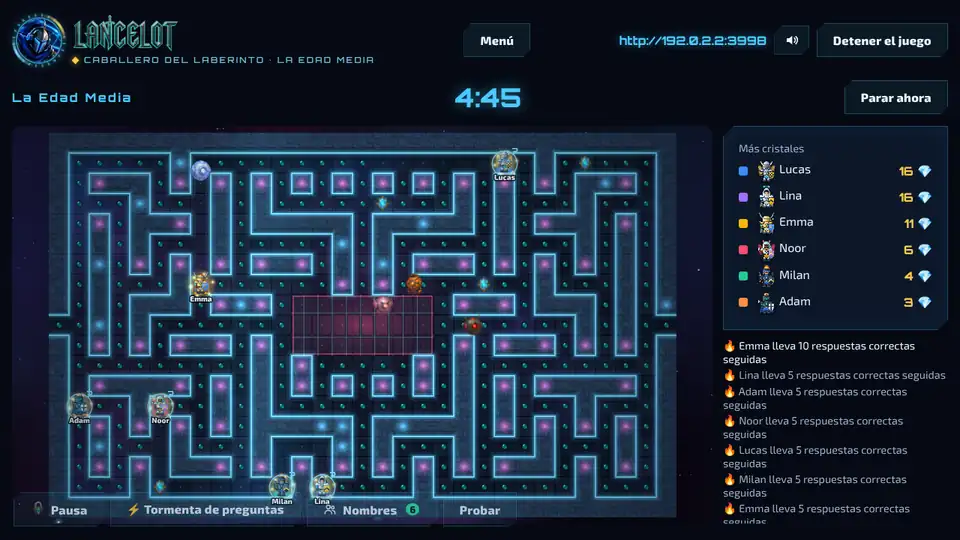 LANCELOT
CABALLERO DEL LABERINTO · LA EDAD MEDIA
Menú
http://192.0.2.2:3998
Detener el juego
La Edad Media
4:45
Parar ahora
Más cristales
Lucas 16
Lina 16
Emma 11
Noor 6
Milan 4
Adam 3
Emma lleva 10 respuestas correctas
seguidas
Lina lleva 5 respuestas correctas seguidas
Adam lleva 5 respuestas correctas
seguidas
Noor lleva 5 respuestas correctas
seguidas
Lucas lleva 5 respuestas correctas
seguidas
Milan lleva 5 respuestas correctas
seguidas
Emma lleva 5 respuestas correctas
seguidas
Lucas
Emma
Adam
Noor
Milan
Lina
Pausa
Tormenta de preguntas
Nombres 6
Probar